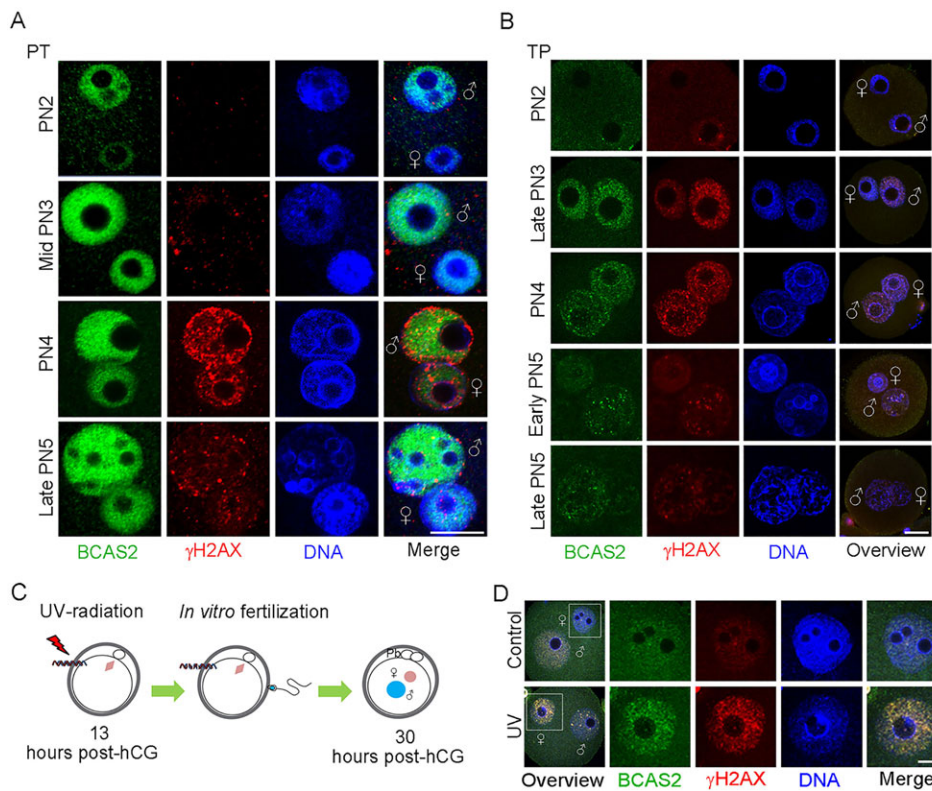 A
PT
PN2
♂
♀
Mid PN3
♂
♀
PN4
♂
♀
Late PN5
♂
♀
BCAS2 γH2AX DNA Merge
B
TP
PN2
♀
♂
Late PN3
♀ ♂
PN4
♂ ♀
Early PN5
♀
♂
Late PN5
♂ ♀
BCAS2 γH2AX DNA Overview
C
UV-radiation In vitro fertilization
Pb
♀
♂
13
hours post-hCG
30
hours post-hCG
D
Control
♀
♂
UV
♀ ♂
Overview BCAS2 γH2AX DNA Merge